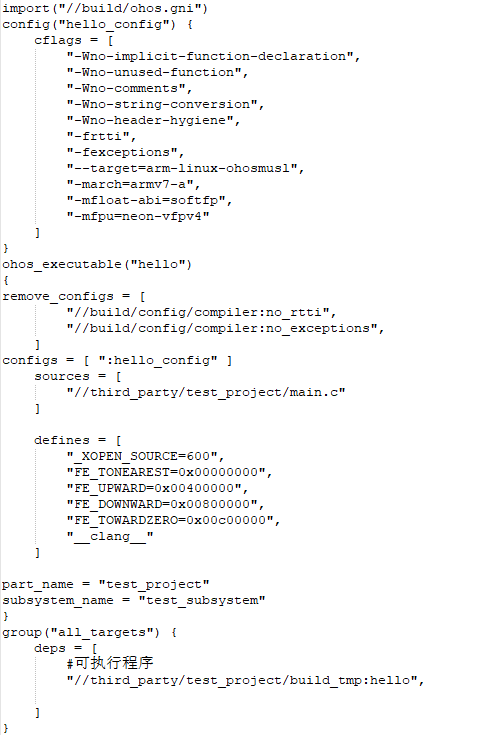 import("//build/ohos.gni")
config("hello_config") {
    cflags = [
        "-Wno-implicit-function-declaration",
        "-Wno-unused-function",
        "-Wno-comments",
        "-Wno-string-conversion",
        "-Wno-header-hygiene",
        "-frtti",
        "-fexceptions",
        "--target=arm-linux-ohosmusl",
        "-march=armv7-a",
        "-mfloat-abi=softfp",
        "-mfpu=neon-vfpv4"
    ]
}
ohos_executable("hello")
{
remove_configs = [
        "//build/config/compiler:no_rtti",
        "//build/config/compiler:no_exceptions",
    ]
configs = [ ":hello_config" ]
    sources = [
        "//third_party/test_project/main.c"
    ]

    defines = [
        "_XOPEN_SOURCE=600",
        "FE_TONEAREST=0x00000000",
        "FE_UPWARD=0x00400000",
        "FE_DOWNWARD=0x00800000",
        "FE_TOWARDZERO=0x00c00000",
        "__clang__"
    ]

part_name = "test_project"
subsystem_name = "test_subsystem"
}
group("all_targets") {
    deps = [
        #可执行程序
        "//third_party/test_project/build_tmp:hello",

    ]
}